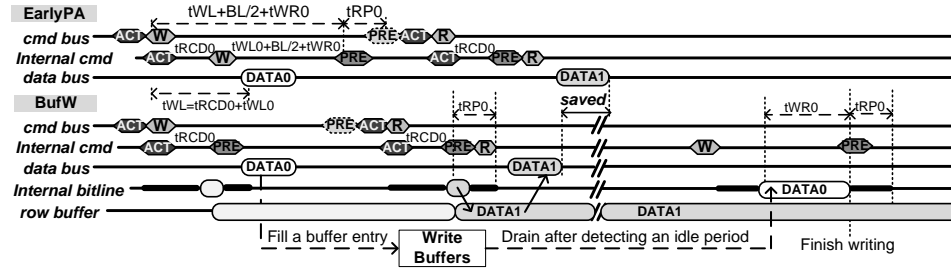 EarlyPA tWL+BL/2+tWR0 tRP0
cmd bus ACT W PRE ACT R
Internal cmd ACT tRCD0 W tWL0+BL/2+tWR0 PRE ACT tRCD0 PRE R
data bus DATA0 DATA1
tWL=tRCD0+tWL0
BufW tRP0 saved tWR0 tRP0
cmd bus ACT W PRE ACT R
Internal cmd ACT tRCD0 PRE ACT tRCD0 PRE R W PRE
data bus DATA0 DATA1
Internal bitline DATA0
row buffer DATA1 DATA1
Fill a buffer entry Write Buffers Drain after detecting an idle period Finish writing